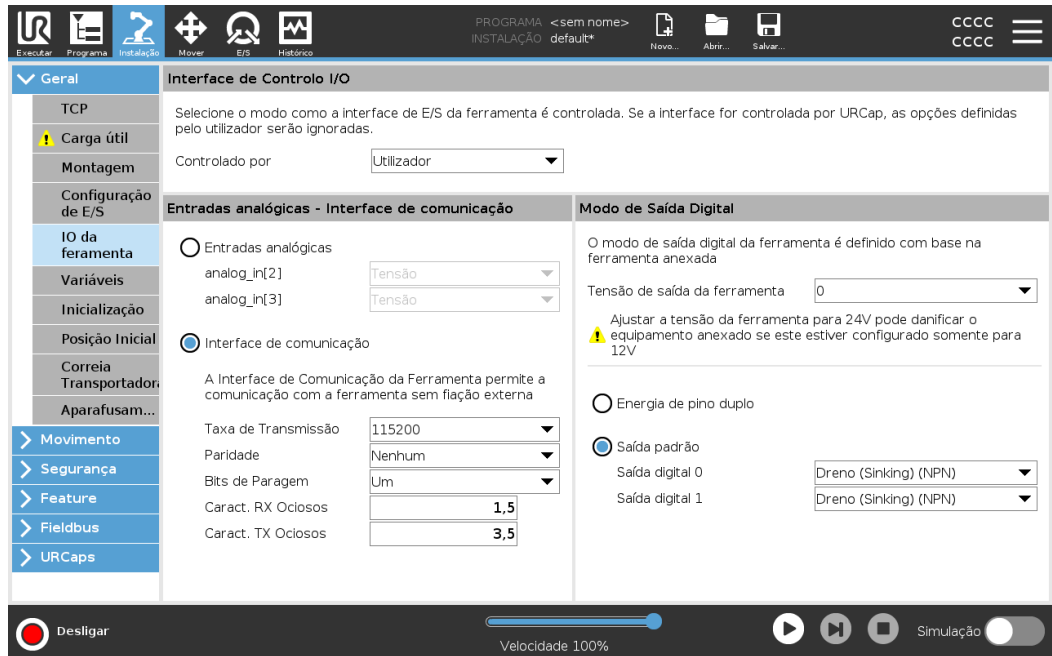 UR
PROGRAMA <sem nome>
INSTALAÇÃO default*
CCCC
CCCC
Executar Programa Instalação Mover E/S Histórico Novo... Abrir... Salvar...
Geral
TCP
Carga útil
Montagem
Configuração
de E/S
IO da
feramenta
Variáveis
Inicialização
Posição Inicial
Correia
Transportadora
Aparafusam...
Movimento
Segurança
Feature
Fieldbus
URCaps
Interface de Controlo I/O
Selecione o modo como a interface de E/S da ferramenta é controlada. Se a interface for controlada por URCap, as opções definidas
pelo utilizador serão ignoradas.
Controlado por Utilizador
Entradas analógicas - Interface de comunicação
Entradas analógicas
analog_in[2] Tensão
analog_in[3] Tensão
Interface de comunicação
A Interface de Comunicação da Ferramenta permite a
comunicação com a ferramenta sem fiação externa
Taxa de Transmissão 115200
Paridade Nenhum
Bits de Paragem Um
Caract. RX Ociosos 1,5
Caract. TX Ociosos 3,5
Modo de Saída Digital
O modo de saída digital da ferramenta é definido com base na
ferramenta anexada
Tensão de saída da ferramenta 0
Ajustar a tensão da ferramenta para 24V pode danificar o
equipamento anexado se este estiver configurado somente para
12V
Energia de pino duplo
Saída padrão
Saída digital 0 Dreno (Sinking) (NPN)
Saída digital 1 Dreno (Sinking) (NPN)
Desligar
Velocidade 100%
Simulação